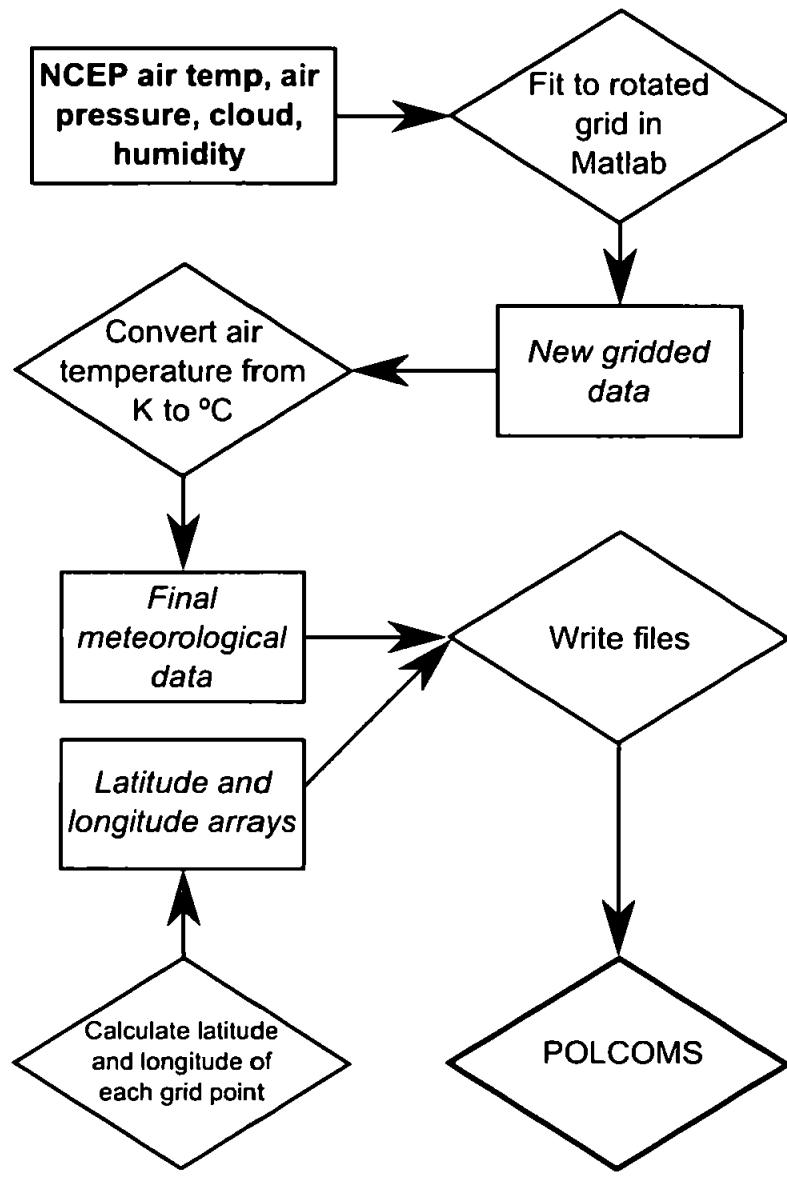 NCEP air temp, air
pressure, cloud,
humidity
Fit to rotated
grid in
Matlab
New gridded
data
Convert air
temperature from
K to ºC
Final
meteorological
data
Write files
Latitude and
longitude arrays
Calculate latitude
and longitude of
each grid point
POLCOMS